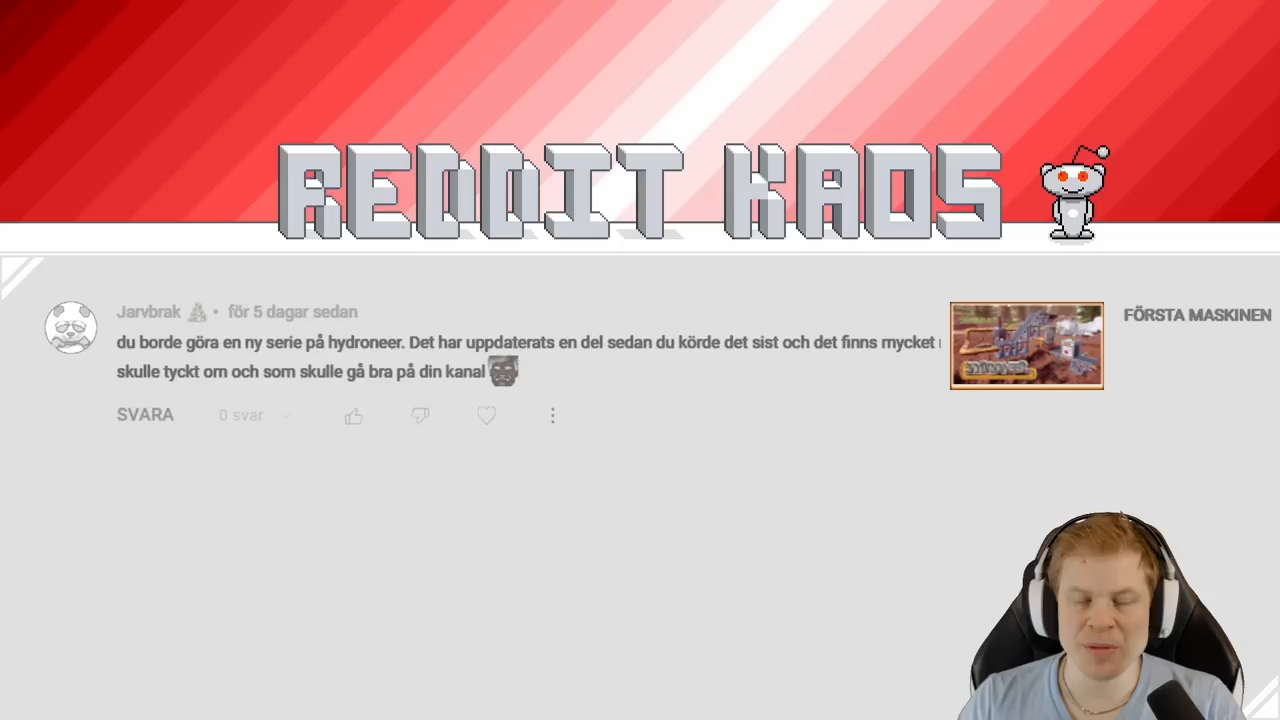 REDDIT KAOS
Jarvbrak • för 5 dagar sedan
du borde göra en ny serie på hydroneer. Det har uppdaterats en del sedan du körde det sist och det finns mycket
skulle tyckt om och som skulle gå bra på din kanal
SVARA 0 svar
HYDRONEER
FÖRSTA MASKINEN